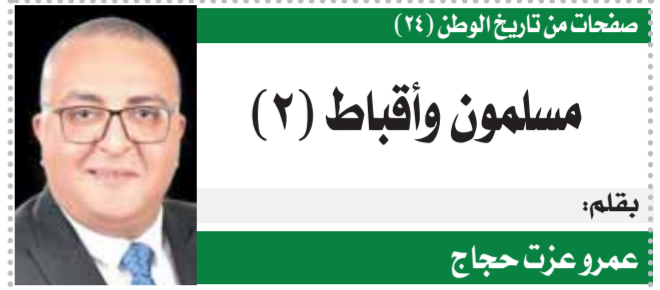 صفحات من تاريخ الوطن (٢٤)
مسلمون وأقباط (٢)
بقلم:
عمرو عزت حجاج